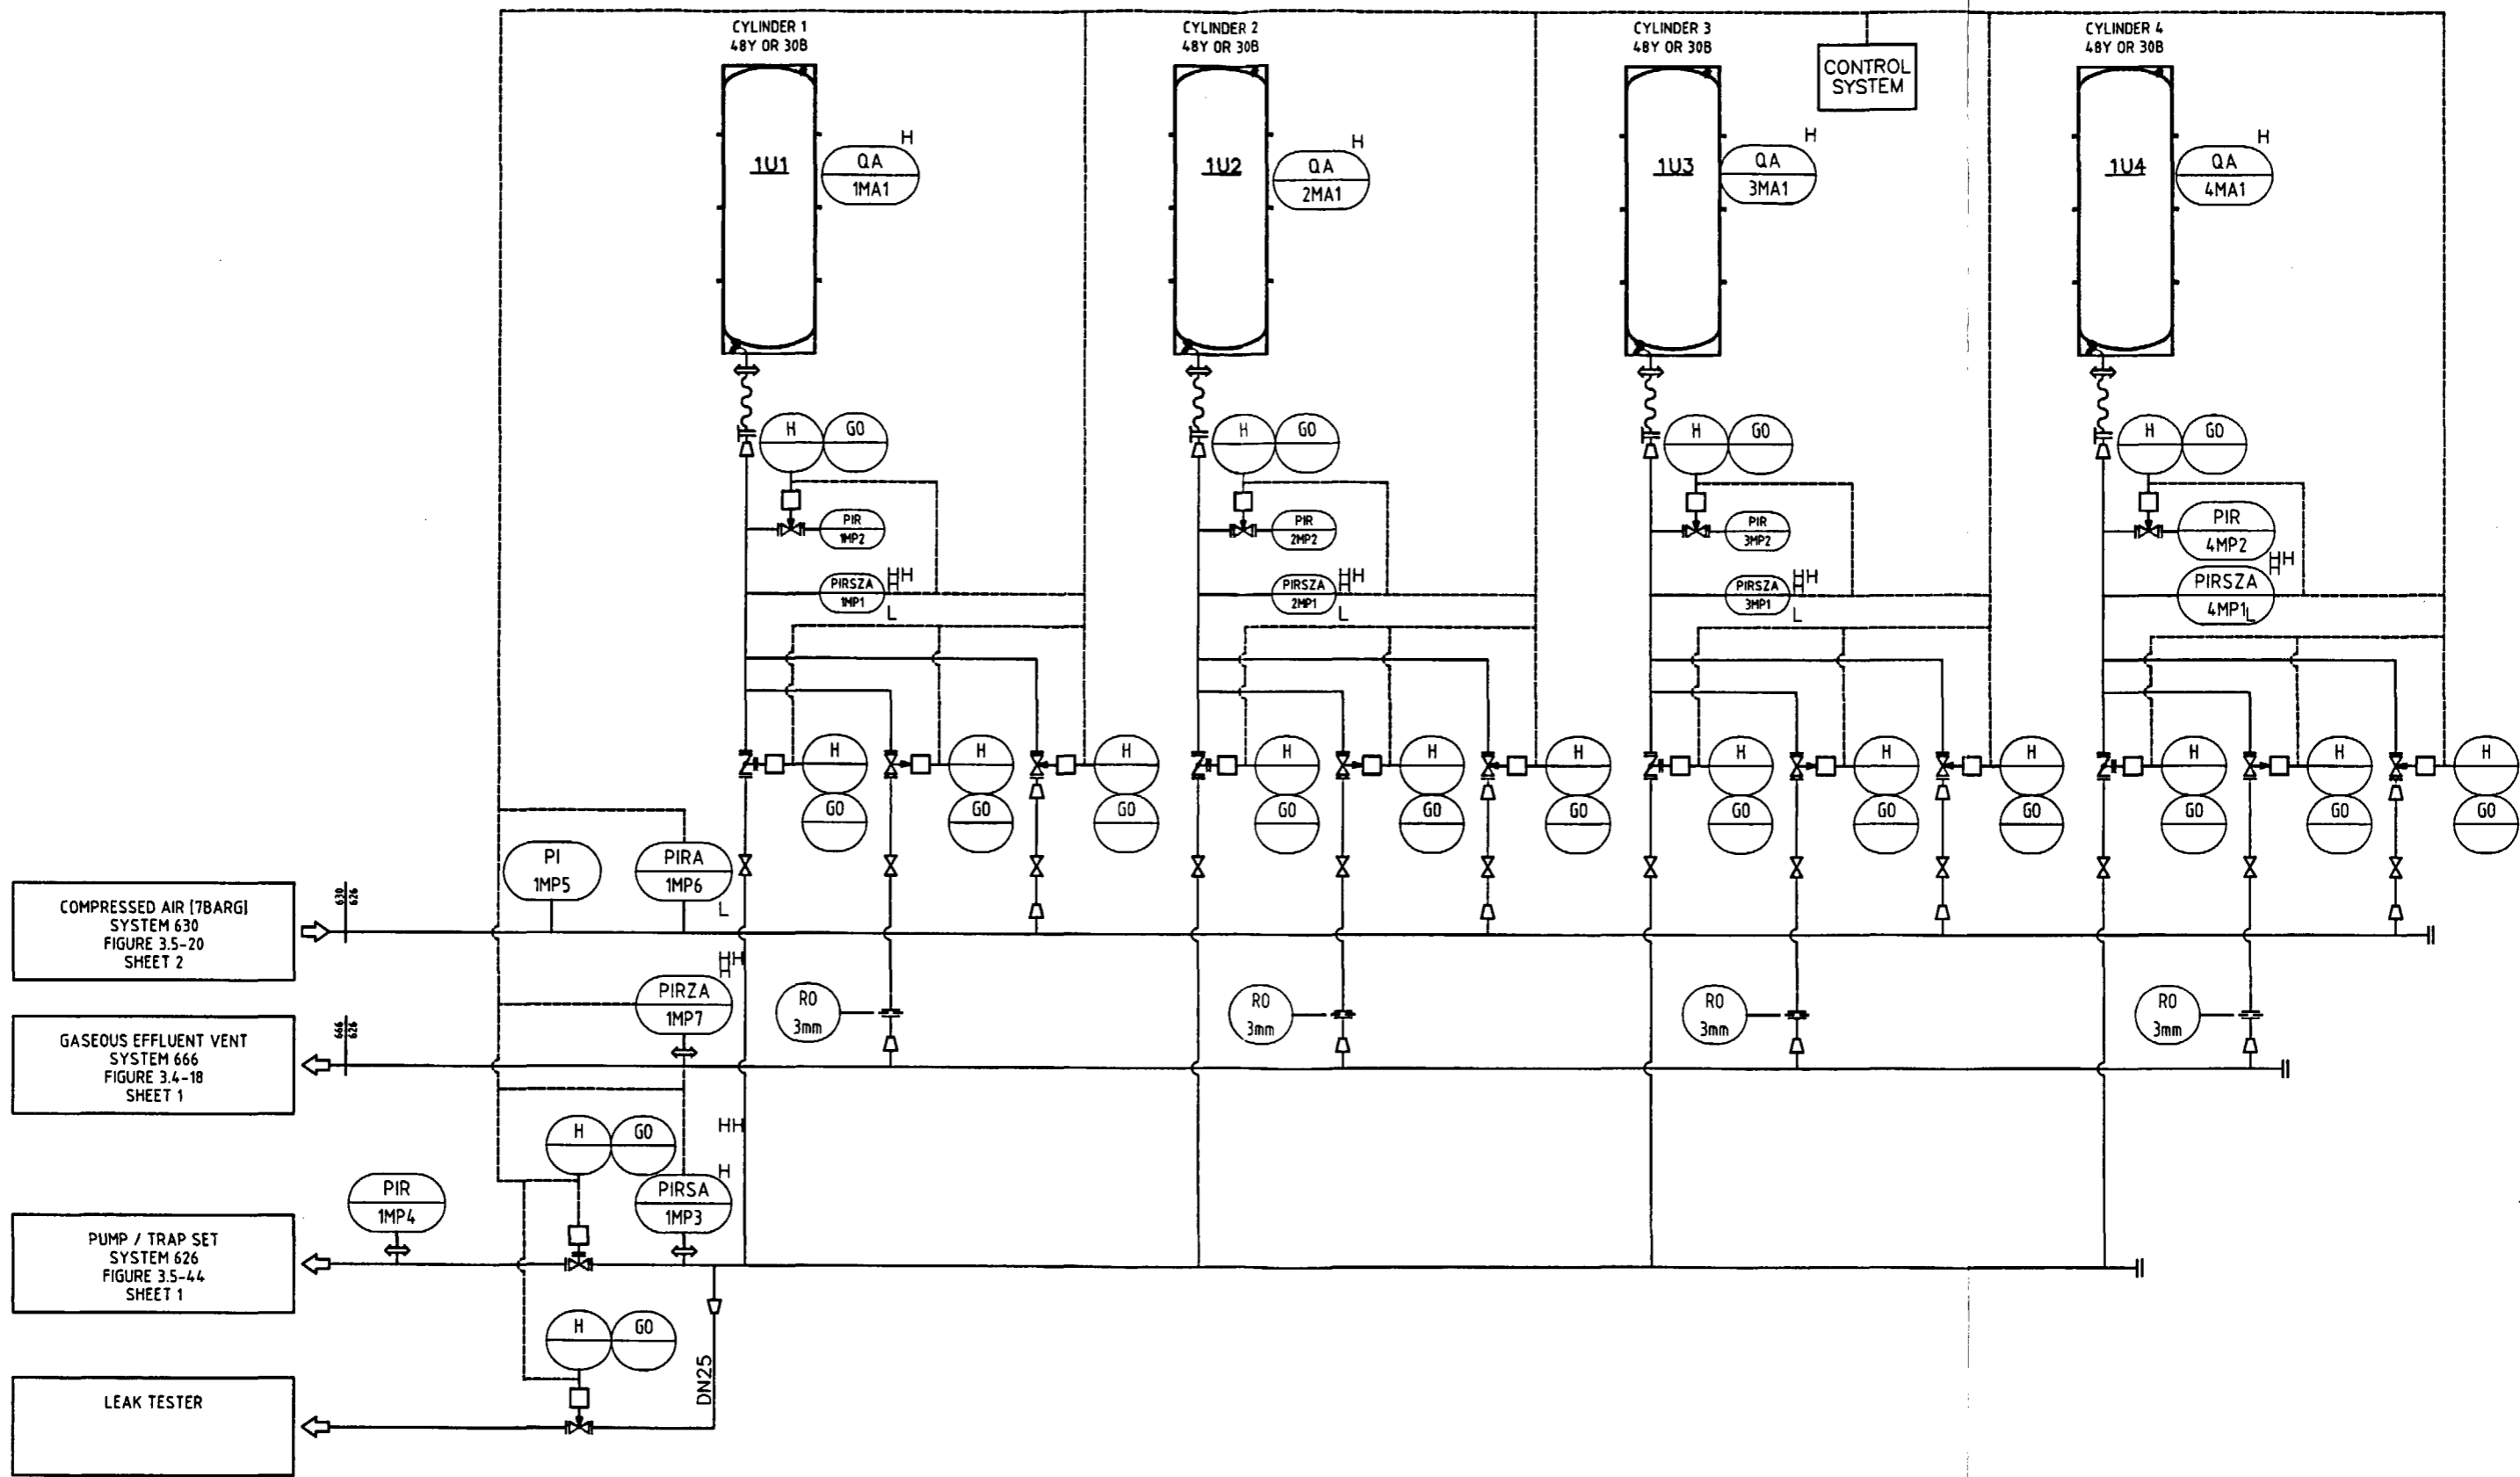 CYLINDER 1
48Y OR 30B
CYLINDER 2
48Y OR 30B
CYLINDER 3
48Y OR 30B
CYLINDER 4
48Y OR 30B
CONTROL
SYSTEM
1U1
QA
1MA1
H
1U2
QA
2MA1
H
1U3
QA
3MA1
H
1U4
QA
4MA1
H
H
GO
H
GO
H
GO
H
GO
PIR
1MP2
PIR
2MP2
PIR
3MP2
PIR
4MP2
PIRSZA
1MP1
HH
H
L
PIRSZA
2MP1
HH
H
L
PIRSZA
3MP1
HH
H
L
PIRSZA
4MP1
HH
H
L
H
GO
H
GO
H
GO
H
GO
H
GO
H
GO
H
GO
H
GO
H
GO
H
GO
H
GO
H
GO
PI
1MP5
PIRA
1MP6
L
COMPRESSED AIR [7BARG]
SYSTEM 630
FIGURE 3.5-20
SHEET 2
630
626
PIRZA
1MP7
HH
H
RO
3mm
RO
3mm
RO
3mm
RO
3mm
GASEOUS EFFLUENT VENT
SYSTEM 666
FIGURE 3.4-18
SHEET 1
666
626
H
GO
HH
H
PIR
1MP4
PIRSA
1MP3
PUMP / TRAP SET
SYSTEM 626
FIGURE 3.5-44
SHEET 1
H
GO
DN25
LEAK TESTER